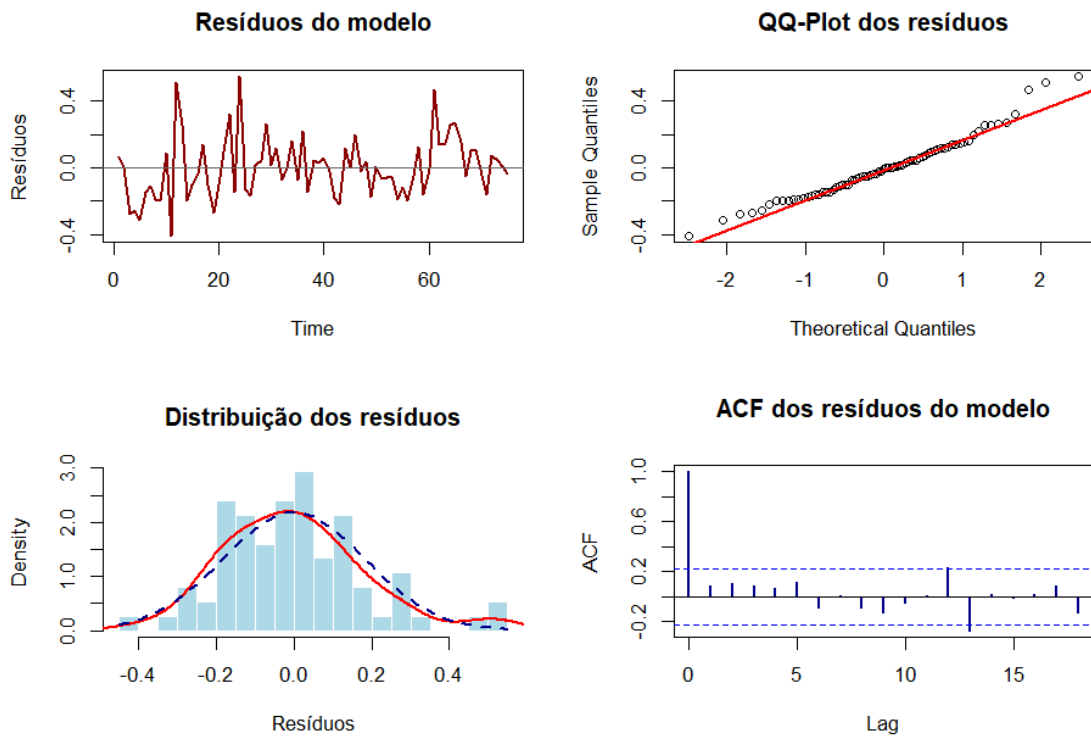 Resíduos do modelo
Resíduos
-0.4 0.0 0.4
0 20 40 60
Time
QQ-Plot dos resíduos
Sample Quantiles
-0.4 0.0 0.4
-2 -1 0 1 2
Theoretical Quantiles
Distribuição dos resíduos
Density
0.0 1.0 2.0 3.0
-0.4 -0.2 0.0 0.2 0.4
Resíduos
ACF dos resíduos do modelo
ACF
-0.2 0.2 0.6 1.0
0 5 10 15
Lag